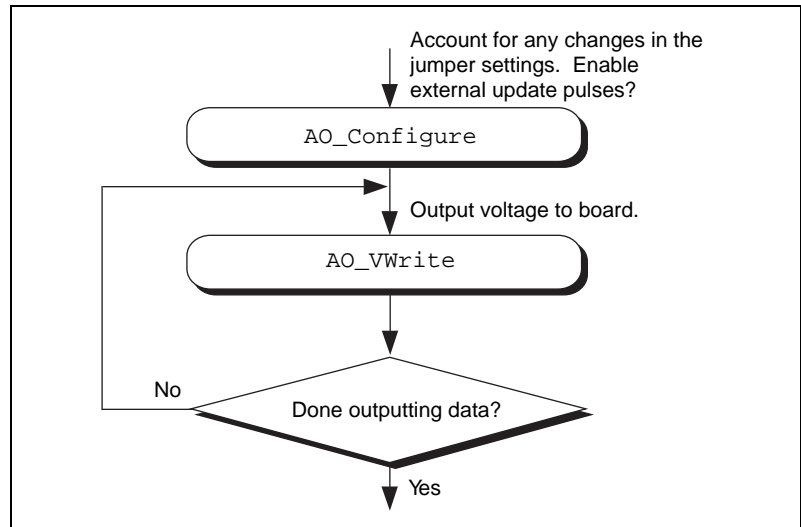 Account for any changes in the
jumper settings. Enable
external update pulses?
AO_Configure
Output voltage to board.
AO_VWrite
No
Done outputting data?
Yes